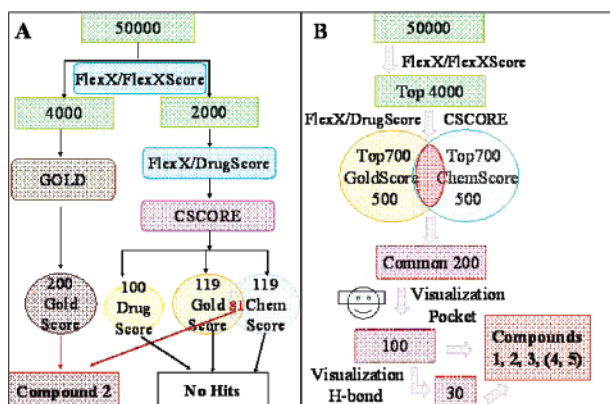 A
50000
FlexX/FlexXScore
4000
2000
GOLD
FlexX/DrugScore
CSCORE
200
Gold
Score
100
Drug
Score
119
Gold
Score
81
119
Chem
Score
Compound 2
No Hits
B
50000
FlexX/FlexXScore
Top 4000
FlexX/DrugScore
CSCORE
Top700
GoldScore
500
Top700
ChemScore
500
Common 200
Visualization
Pocket
100
Visualization
H-bond
30
Compounds
1, 2, 3, (4, 5)